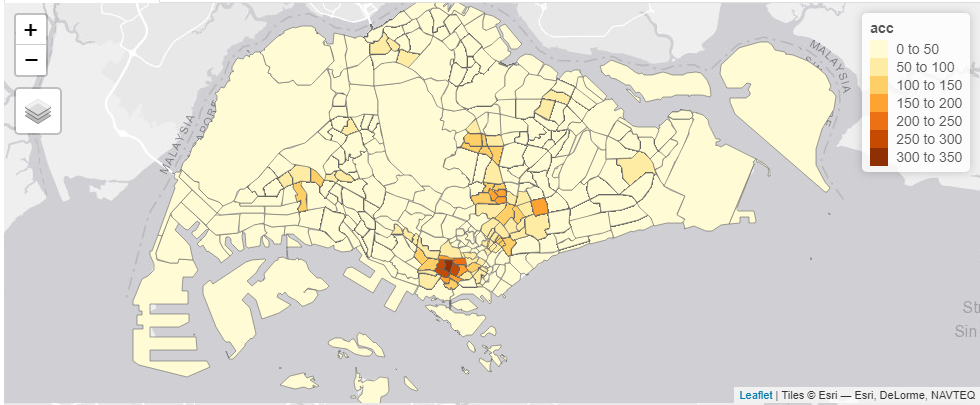 +
−
MALAYSIA
acc
0 to 50
50 to 100
100 to 150
150 to 200
200 to 250
250 to 300
300 to 350
MALAYSIA
Sin
Leaflet | Tiles © Esri — Esri, DeLorme, NAVTEQ